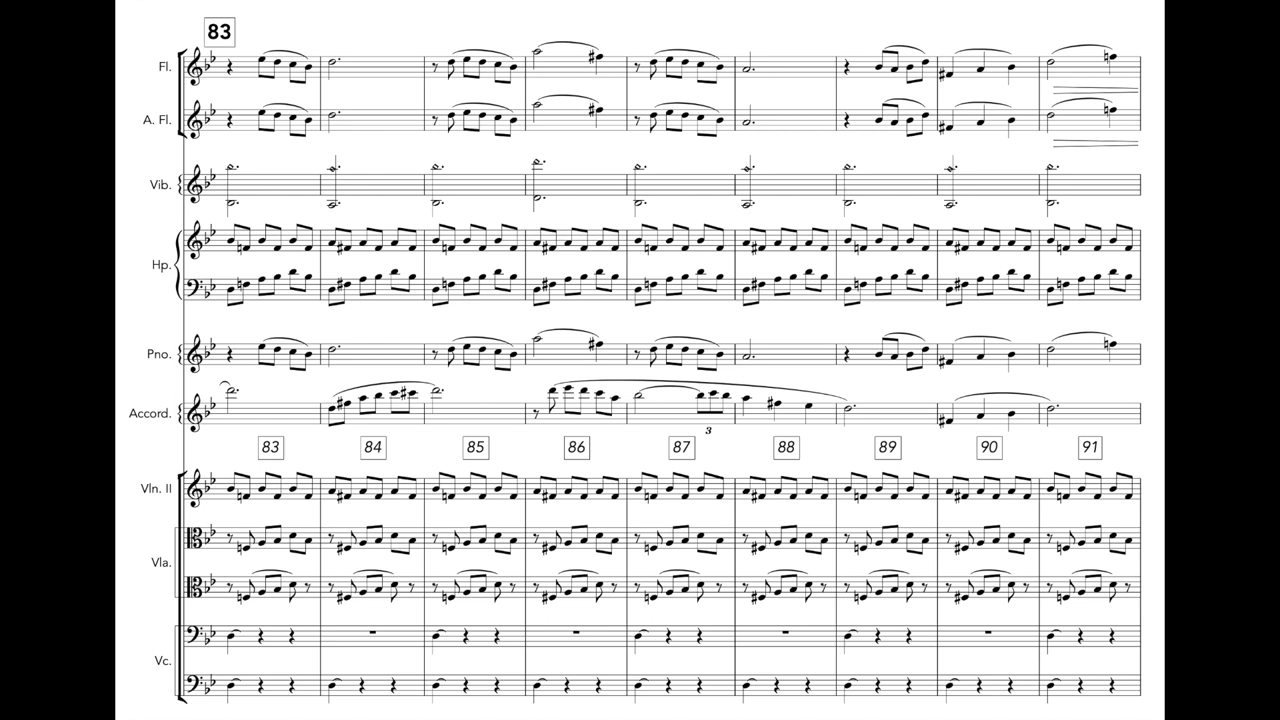 83
Fl.
A. Fl.
Vib.
Hp.
Pno.
Accord.
3
83 84 85 86 87 88 89 90 91
Vln. II
Vla.
Vc.